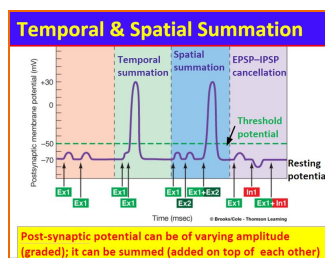 Temporal & Spatial Summation
Postsynaptic membrane potential (mV)
+30
0
−50
−70
Temporal summation
Spatial summation
EPSP–IPSP cancellation
Threshold potential
Resting potential
Ex1
Ex1
Ex1
Ex1
Ex1
Ex2
Ex1+Ex2
Ex1
In1
Ex1+In1
Time (msec)
© Brooks/Cole - Thomson Learning
Post-synaptic potential can be of varying amplitude
(graded); it can be summed (added on top of each other)